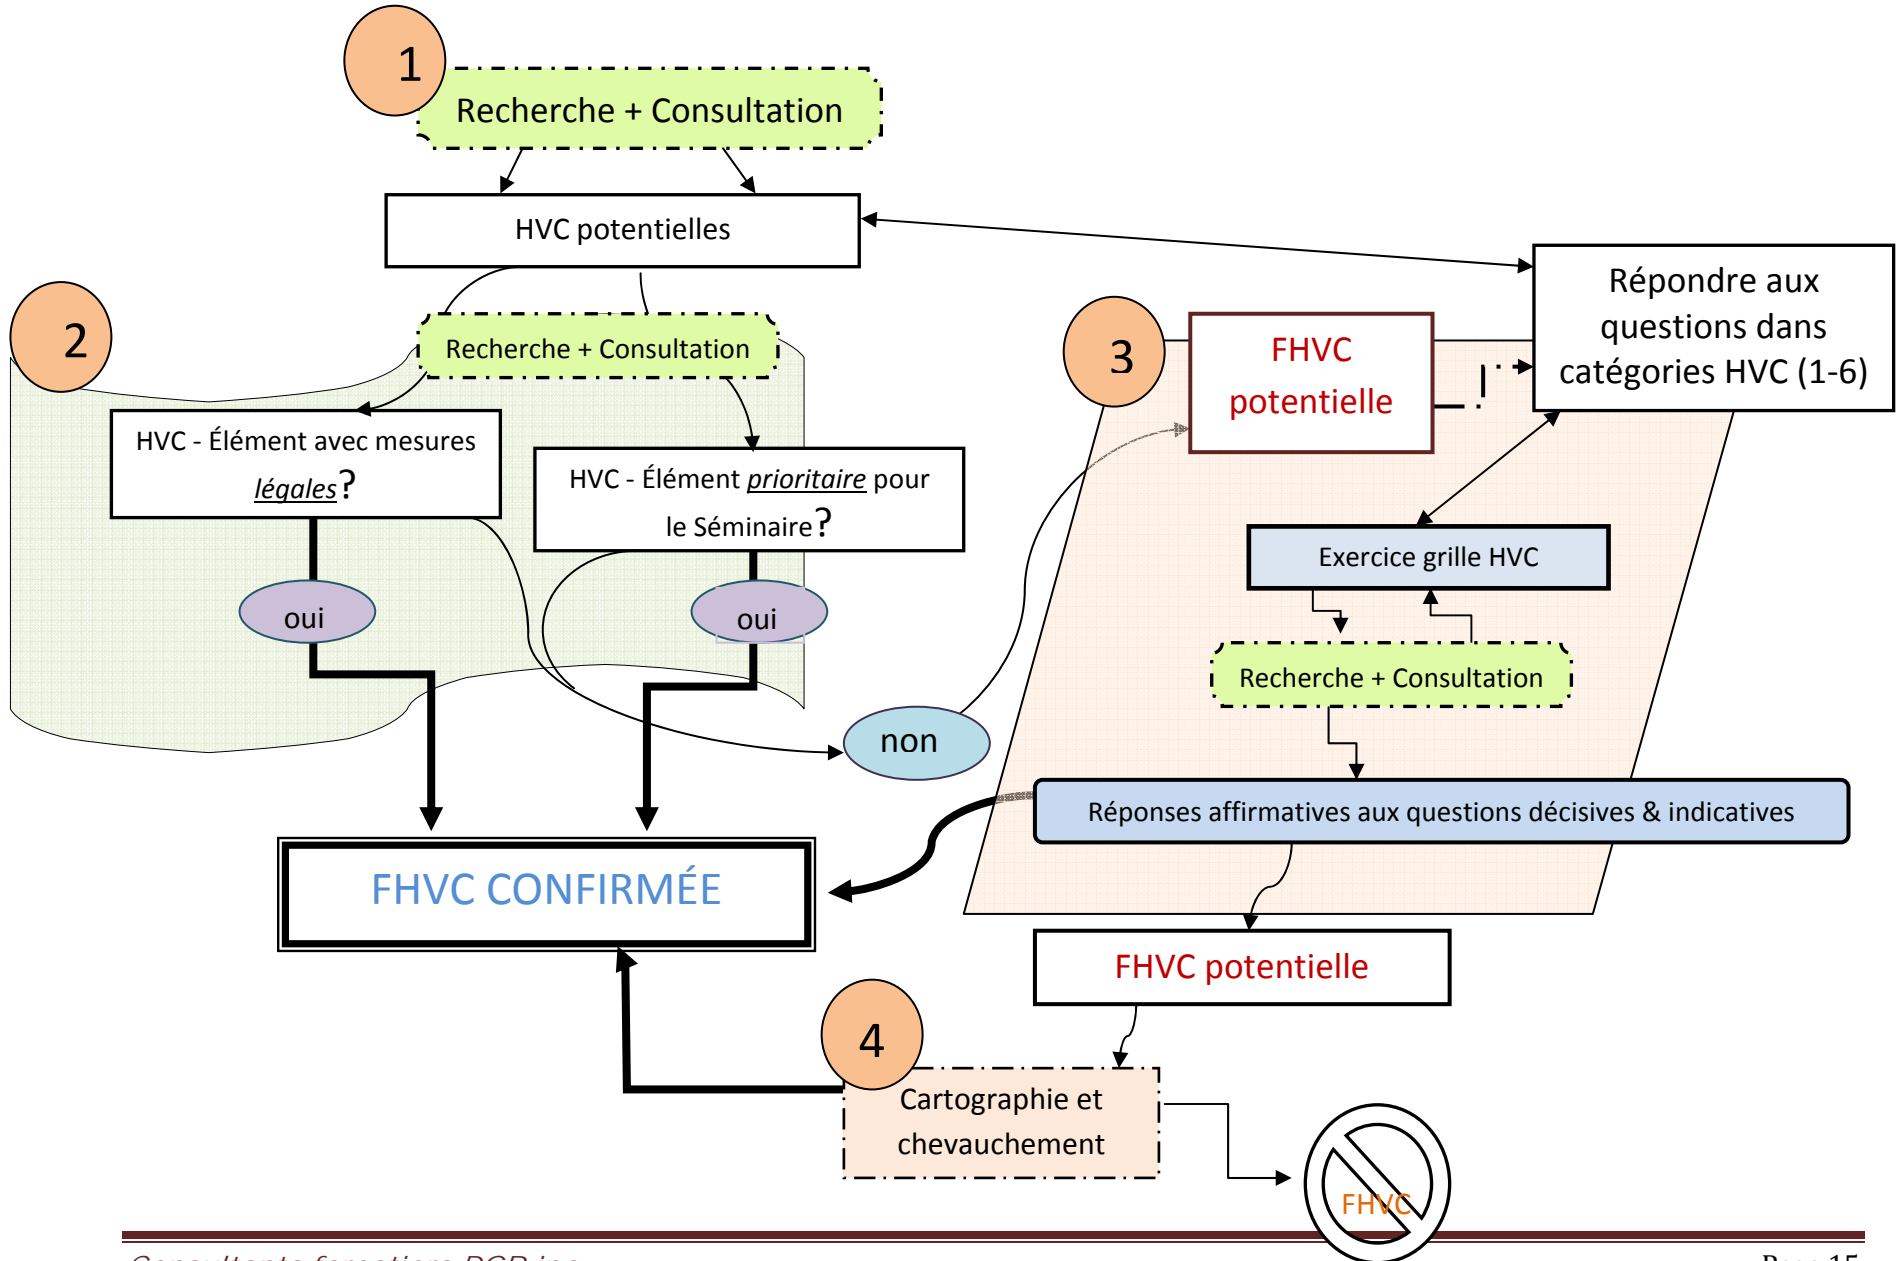 1
Recherche + Consultation
HVC potentielles
2
Recherche + Consultation
HVC - Élément avec mesures
légales?
HVC - Élément prioritaire pour
le Séminaire?
oui
oui
non
3
FHVC
potentielle
Répondre aux
questions dans
catégories HVC (1-6)
Exercice grille HVC
Recherche + Consultation
Réponses affirmatives aux questions décisives & indicatives
FHVC CONFIRMÉE
FHVC potentielle
4
Cartographie et
chevauchement
FHVC
Page 15